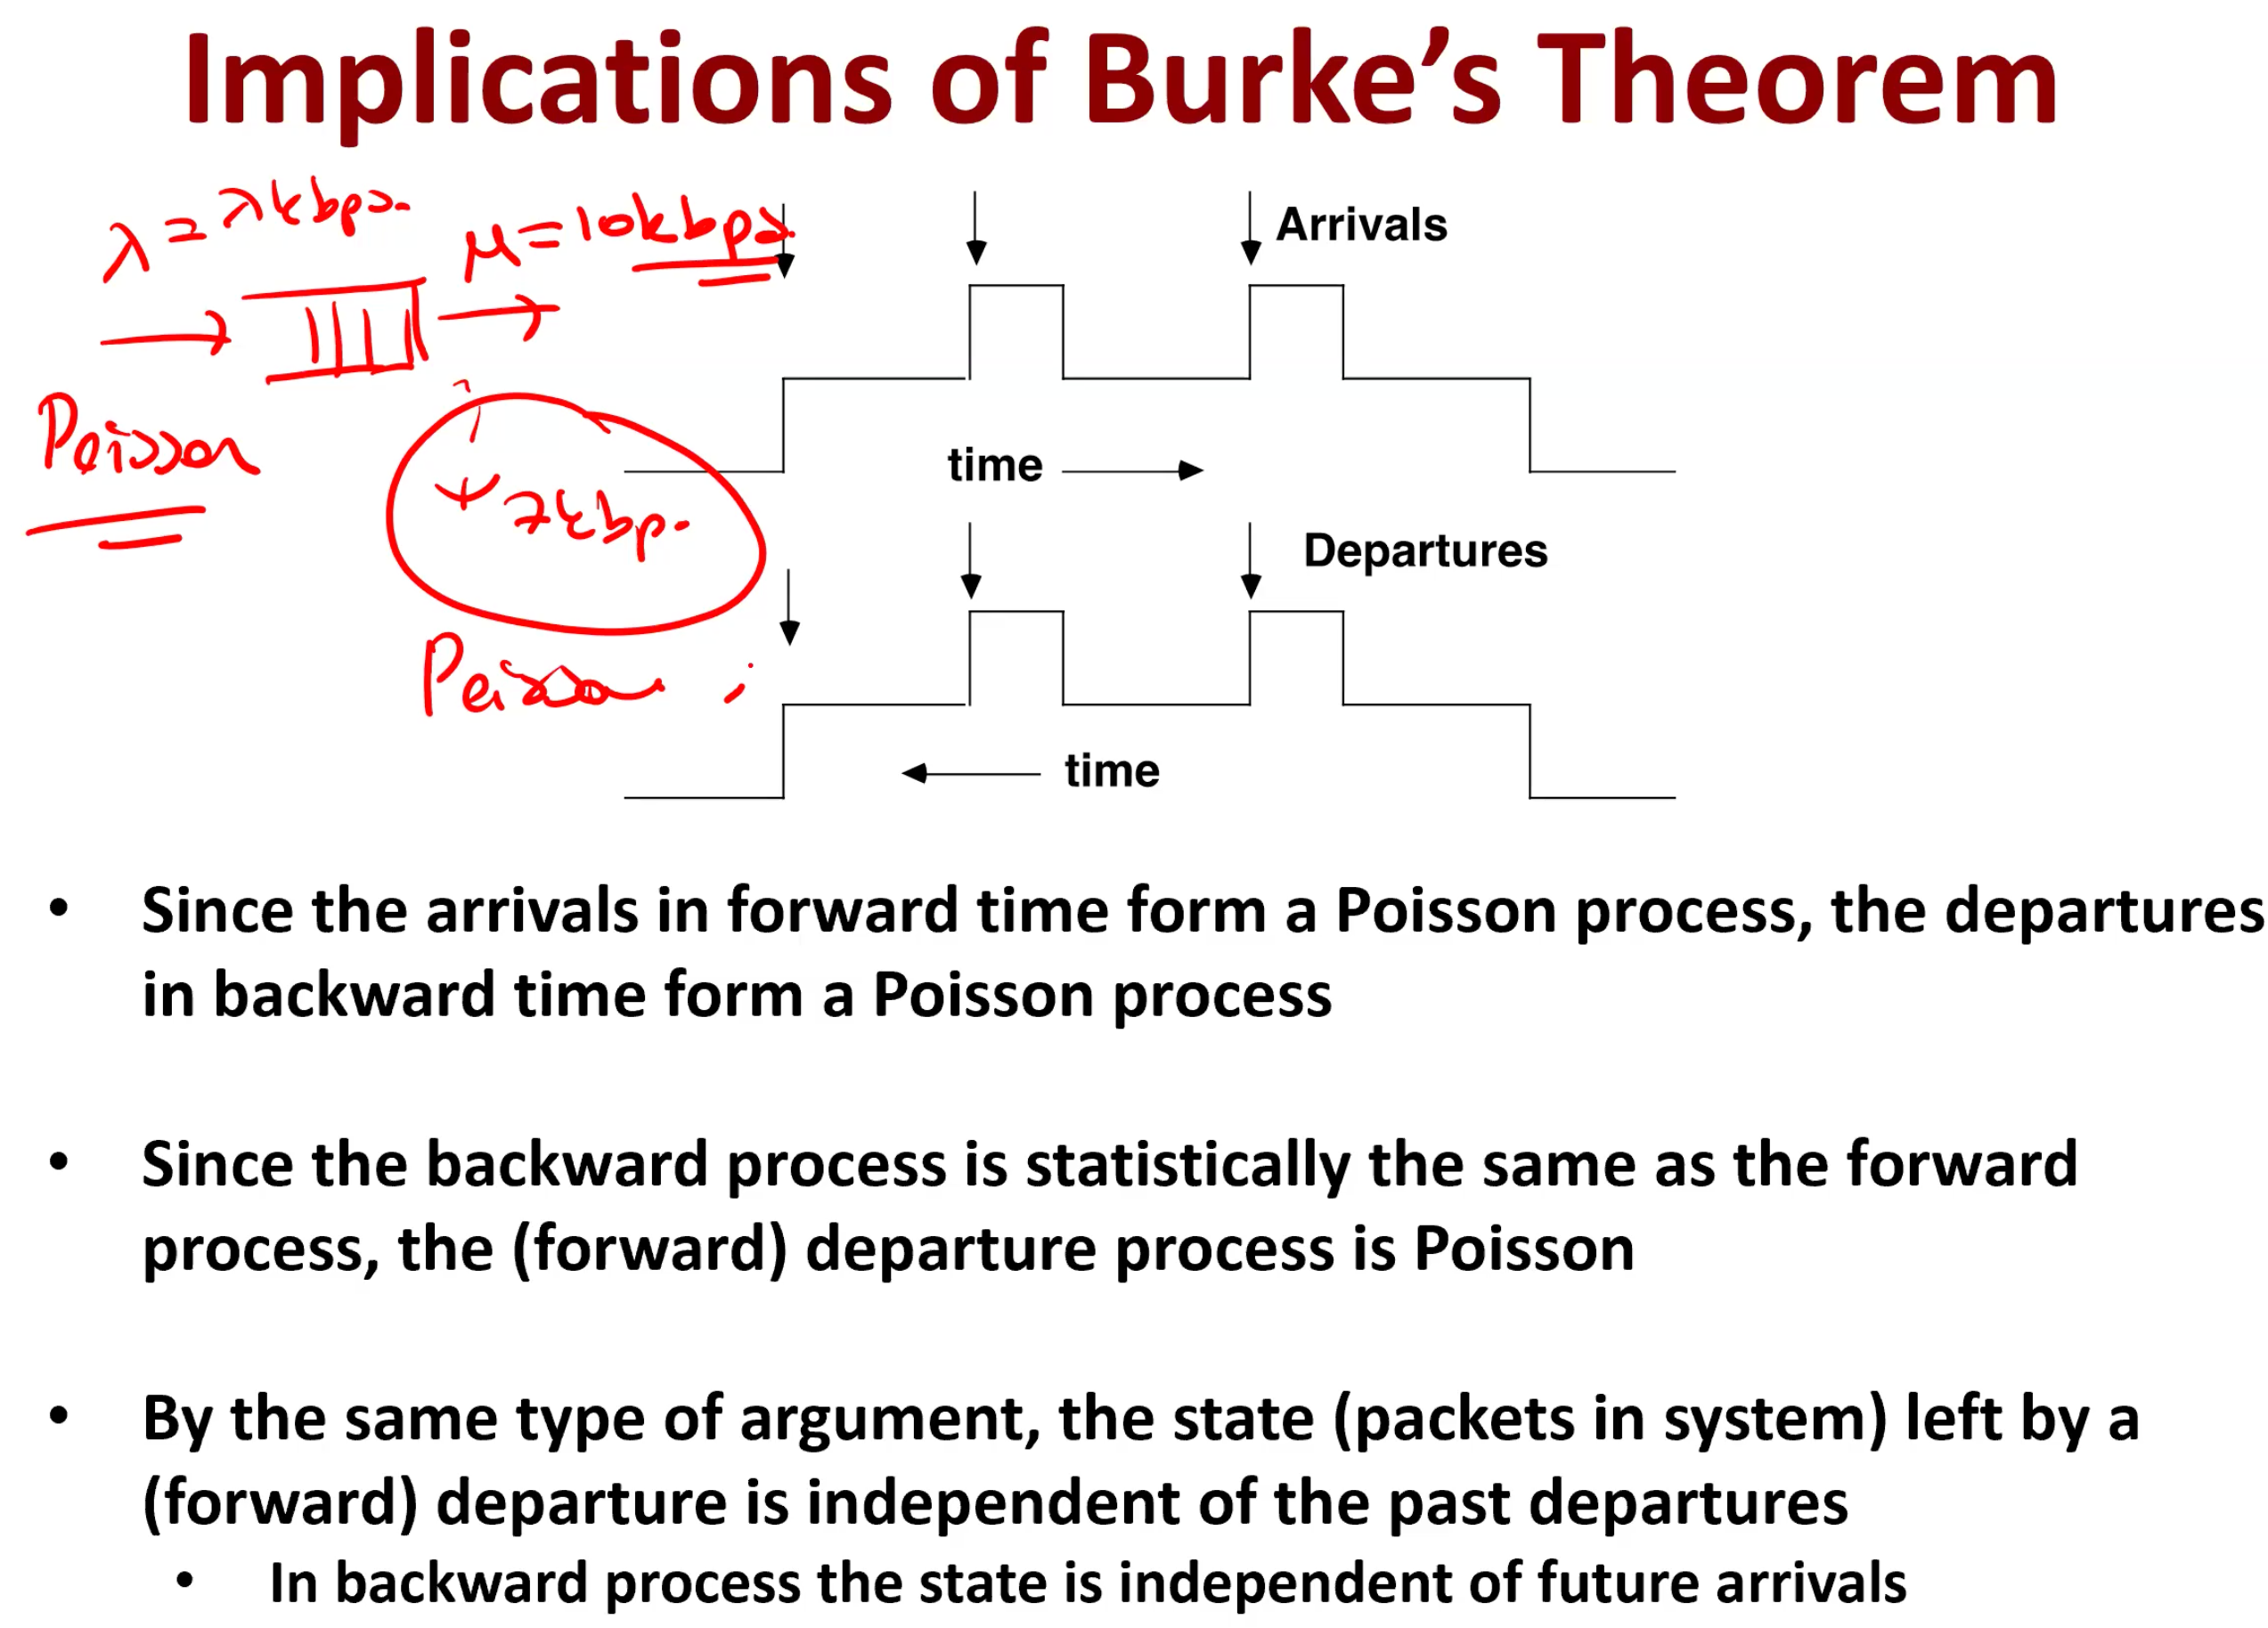 Implications of Burke’s Theorem
λ = 7kbps.
μ = 10kbps.
Arrivals
Poisson
time
7kbps.
Departures
Poisson
time
• Since the arrivals in forward time form a Poisson process, the departures
in backward time form a Poisson process
• Since the backward process is statistically the same as the forward
process, the (forward) departure process is Poisson
• By the same type of argument, the state (packets in system) left by a
(forward) departure is independent of the past departures
• In backward process the state is independent of future arrivals